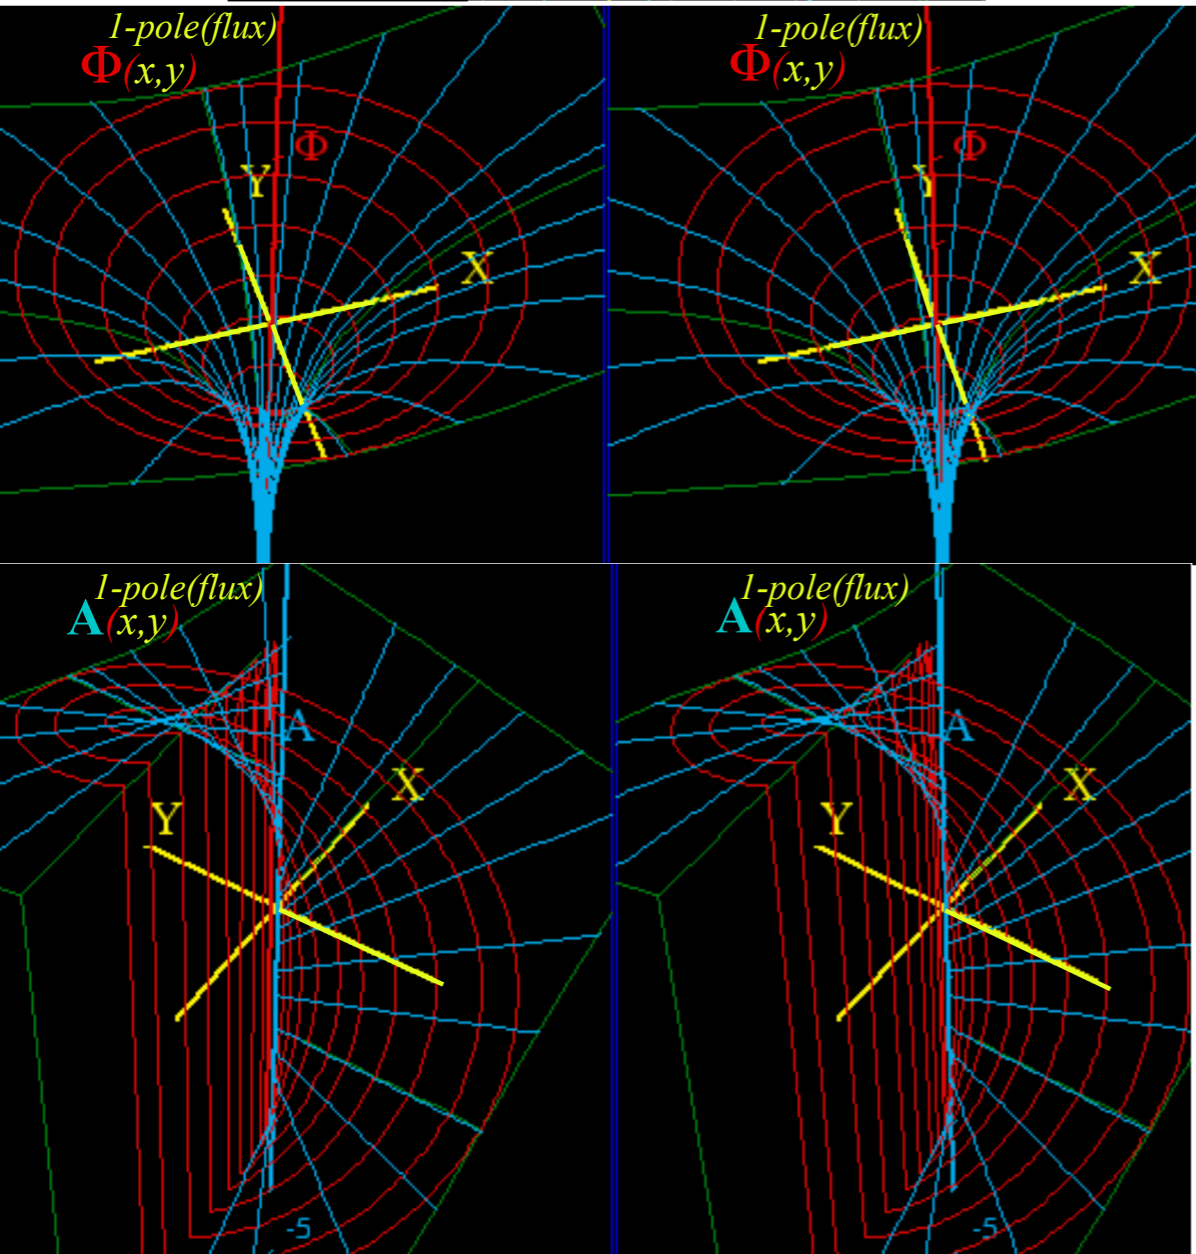 1-pole(flux)
Φ(x,y)
Φ
Y
X
1-pole(flux)
Φ(x,y)
Φ
Y
X
1-pole(flux)
A(x,y)
A
X
Y
-5
1-pole(flux)
A(x,y)
A
X
Y
-5